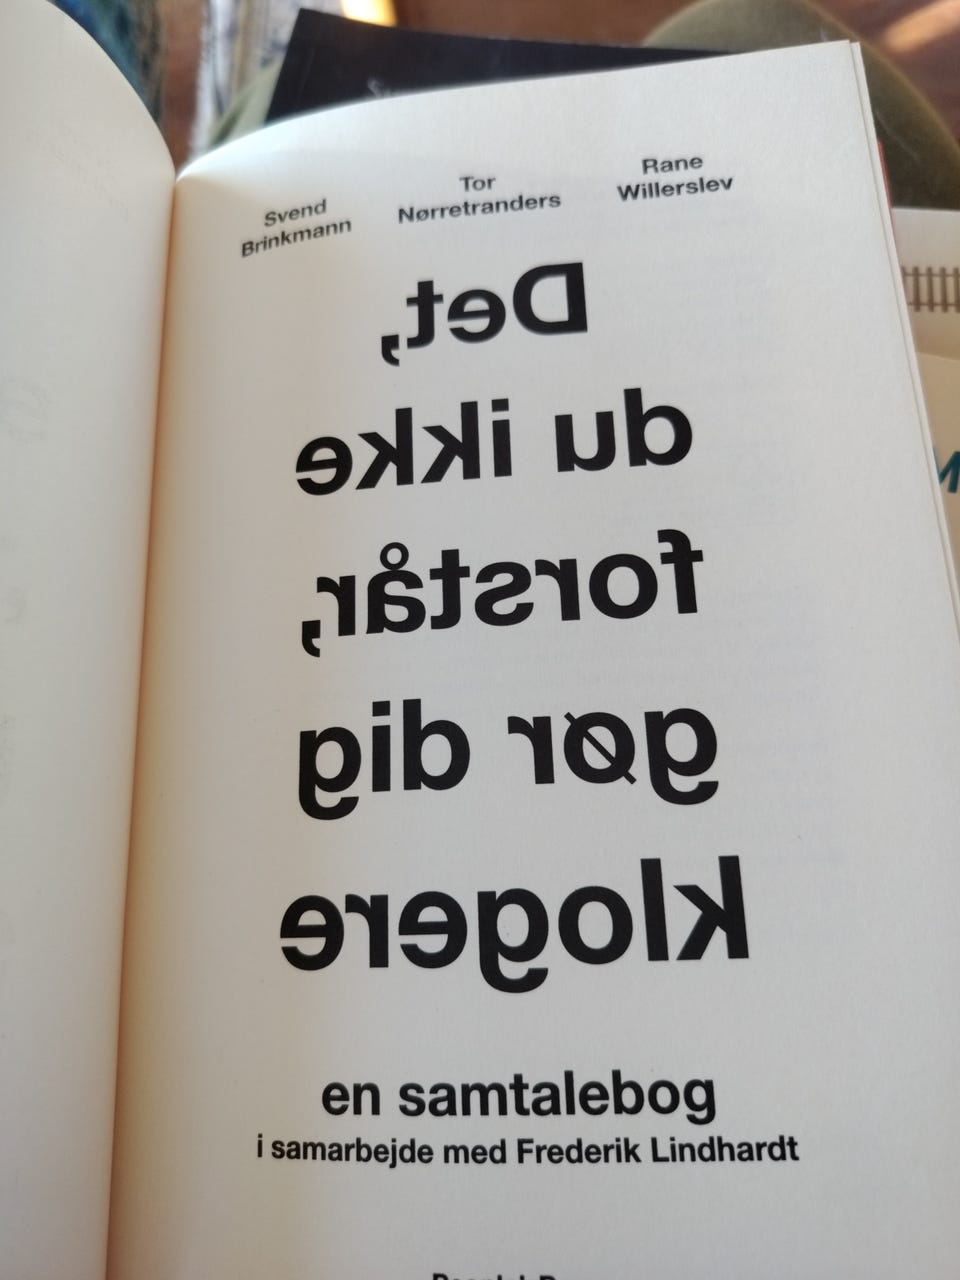 Svend
Brinkmann
Tor
Nørretranders
Rane
Willerslev
Det,
du ikke
forstår,
gør dig
klogere
en samtalebog
i samarbejde med Frederik Lindhardt